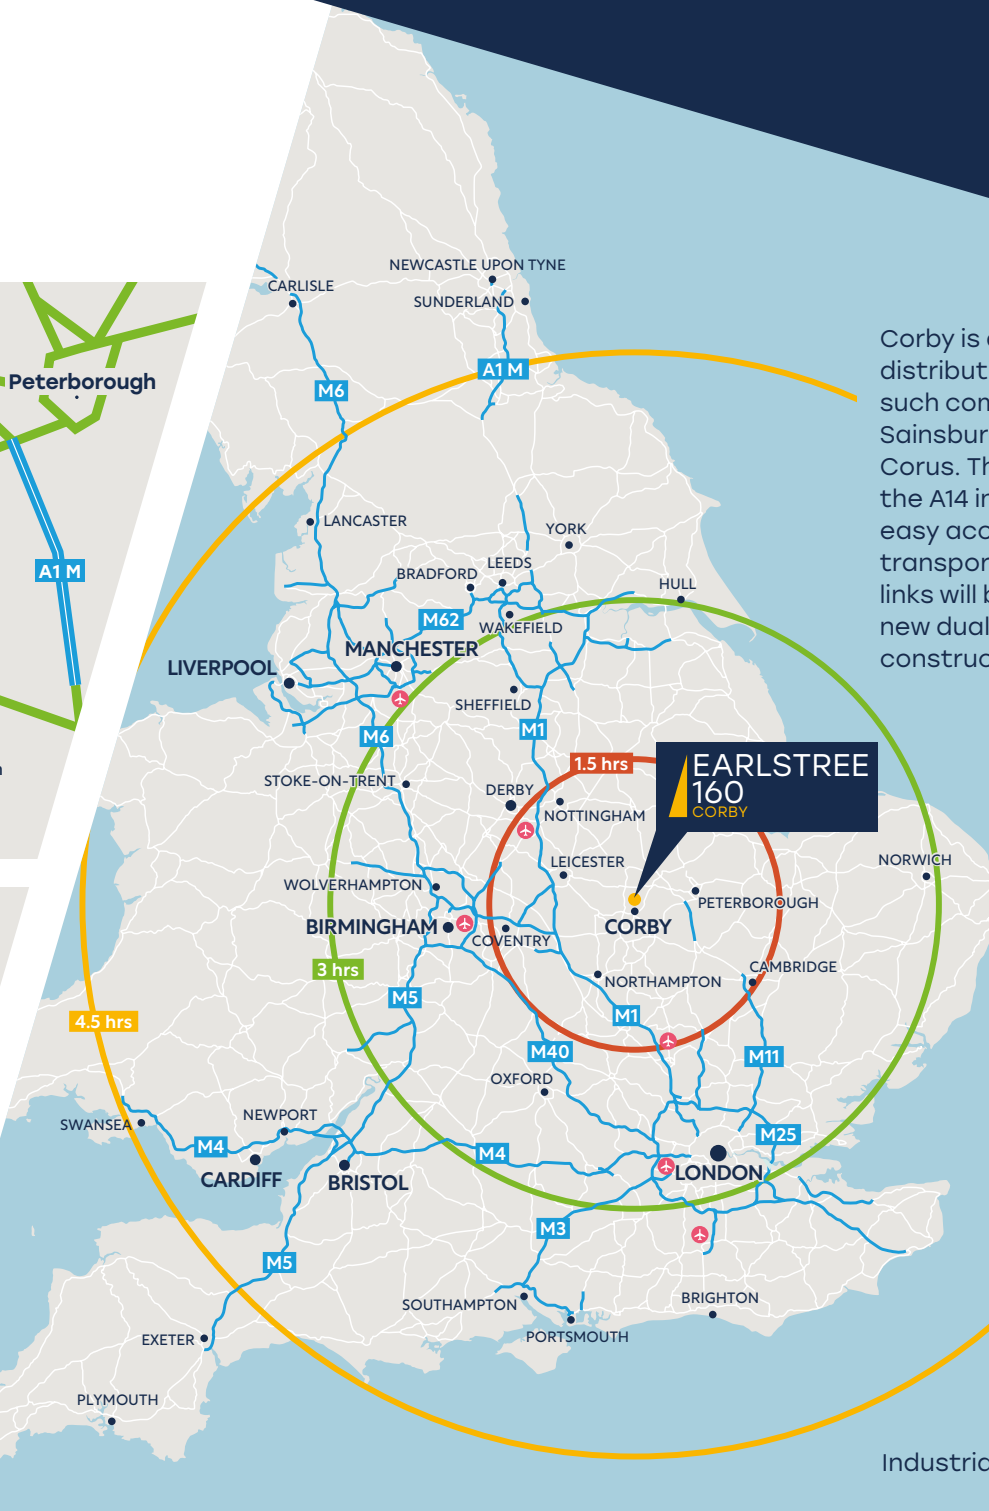 NEWCASTLE UPON TYNE
CARLISLE
SUNDERLAND
Peterborough
A1 M
M6
Corby is
distribut
such con
Sainsbur
Corus. Th
the A14 in
easy acc
transpor
links will b
new dual
construc
LANCASTER
YORK
LEEDS
BRADFORD
A1 M
HULL
M62
WAKEFIELD
MANCHESTER
LIVERPOOL
SHEFFIELD
M1
M6
1.5 hrs
EARLSTREE
160
CORBY
STOKE-ON-TRENT
DERBY
NOTTINGHAM
LEICESTER
NORWICH
WOLVERHAMPTON
PETERBOROUGH
BIRMINGHAM
CORBY
COVENTRY
3 hrs
CAMBRIDGE
NORTHAMPTON
M5
M1
4.5 hrs
M40
M11
OXFORD
NEWPORT
SWANSEA
M25
M4
M4
CARDIFF
BRISTOL
LONDON
M3
M5
SOUTHAMPTON
BRIGHTON
PORTSMOUTH
EXETER
PLYMOUTH
Industria